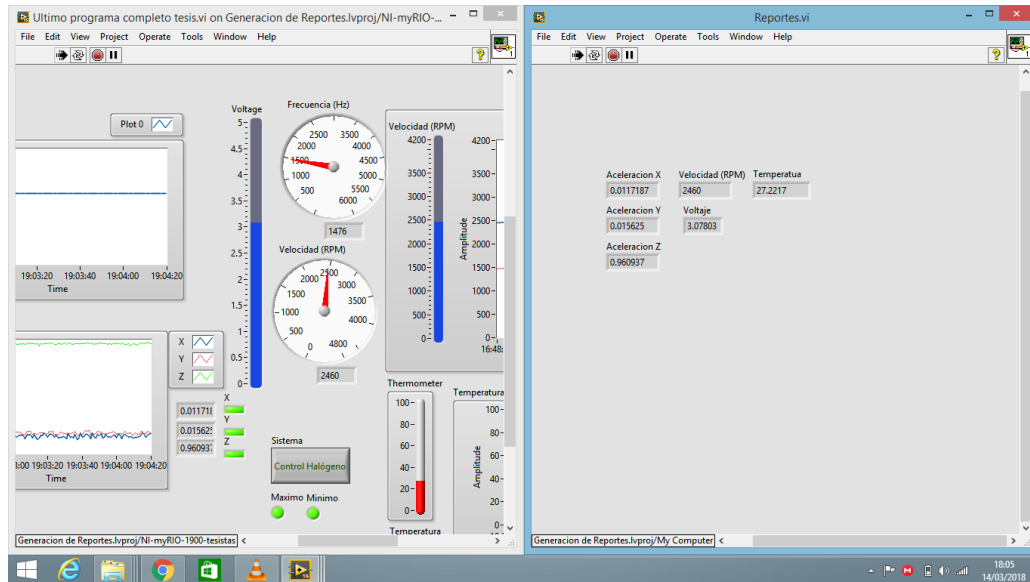 Ultimo programa completo tesis.vi on Generacion de Reportes.lvproj/NI-myRIO-...
File Edit View Project Operate Tools Window Help
Plot 0
19:03:20 19:03:40 19:04:00 19:04:20
Time
X
Y
Z
0.01171
0.01562
0.96093
X
Y
Z
:00 19:03:20 19:03:40 19:04:00 19:04:20
Time
Voltage
5
4.5
4
3.5
3
2.5
2
1.5
1
0.5
0
Frecuencia (Hz)
500 1000 1500 2000 2500 3500 4000 4500 5000 5500 6000
1476
Velocidad (RPM)
0 500 1000 1500 2000 2500 3000 3500 4000 4800
2460
Sistema
Control Halógeno
Maximo Minimo
Velocidad (RPM)
4200
3500
3000
2500
2000
1500
1000
500
0
Amplitude
4200
3500
3000
2500
2000
1500
1000
500
0
16:48:
Thermometer
100
80
60
40
20
0
Temperatura
Temperatura
Amplitude
100
80
60
40
20
0
Generacion de Reportes.lvproj/NI-myRIO-1900-tesistas
Reportes.vi
File Edit View Project Operate Tools Window Help
1
Aceleracion X Velocidad (RPM) Temperatua
0.0117187 2460 27.2217
Aceleracion Y Voltaje
0.015625 3.07803
Aceleracion Z
0.960937
Generacion de Reportes.lvproj/My Computer
18:05
14/03/2018